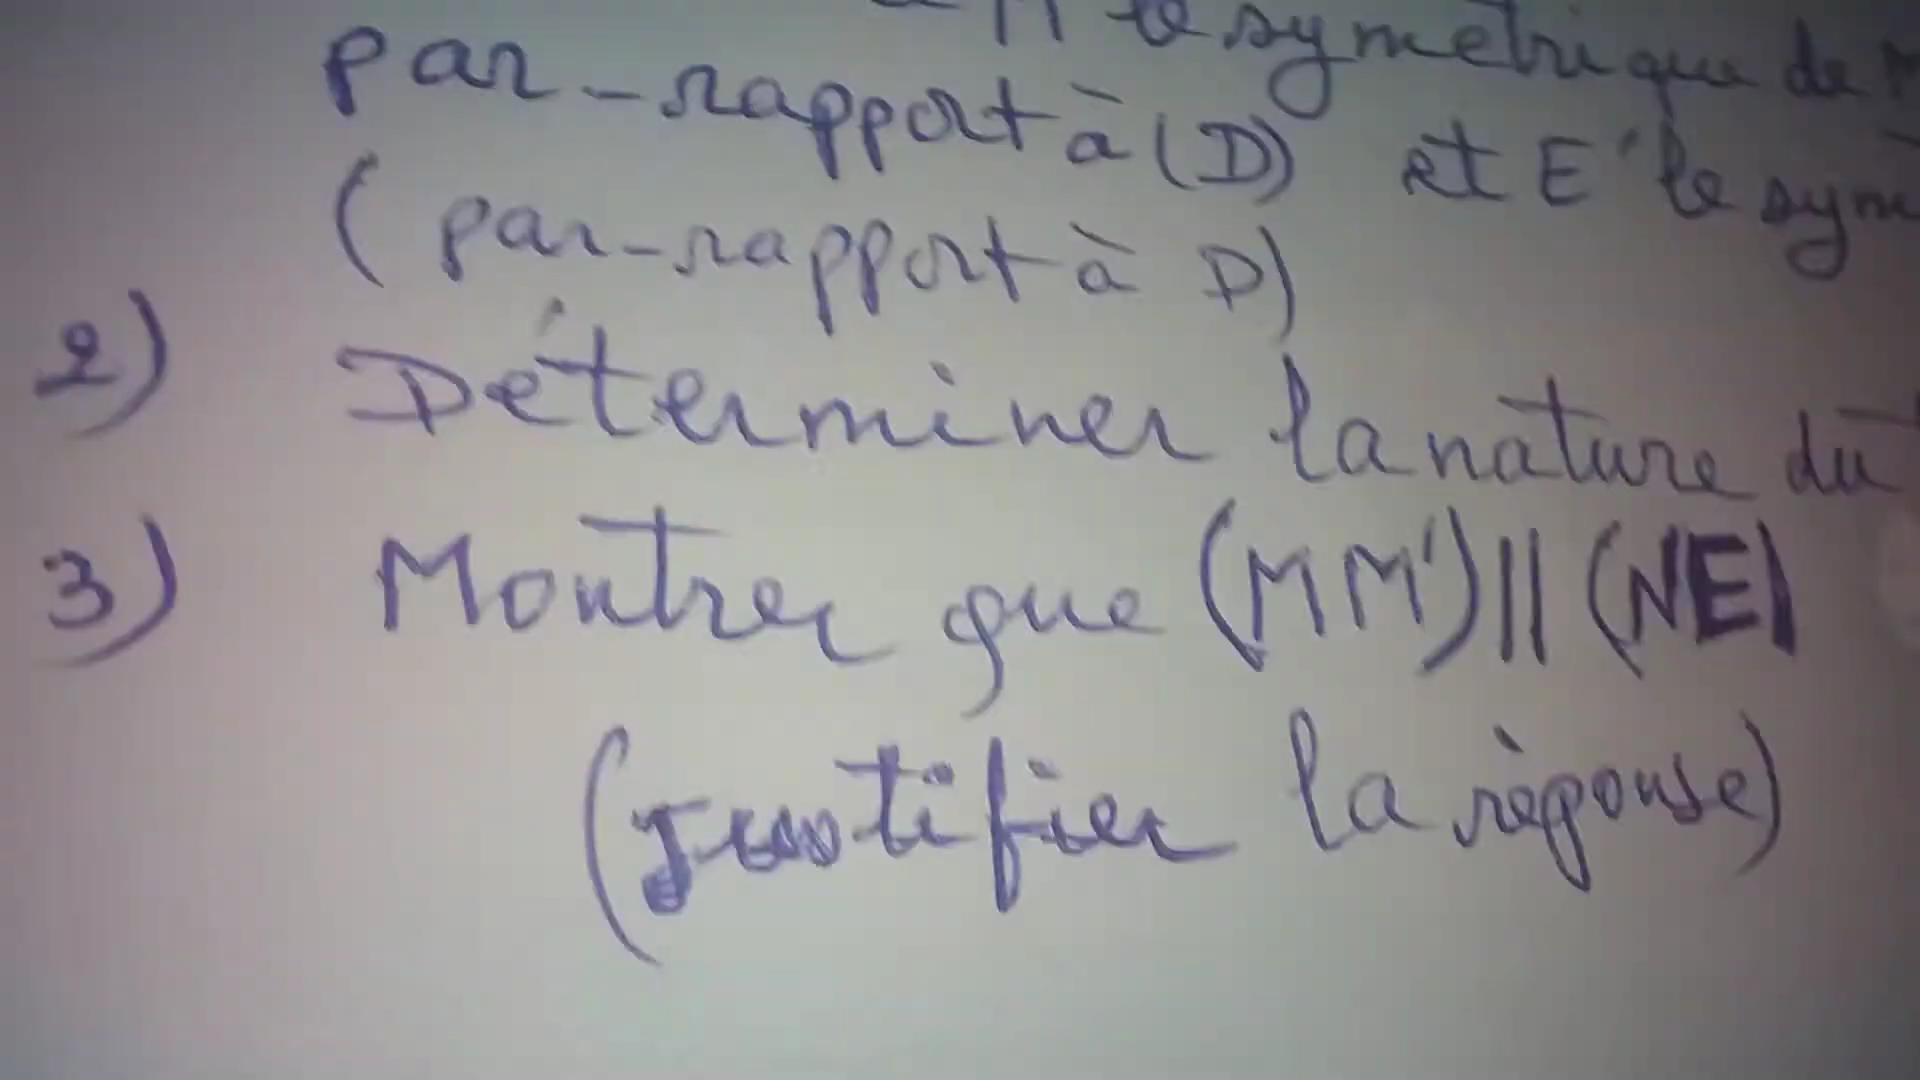 le symétrique de M
par-rapport à (D) et E' le sym
(par-rapport à D)
2) Déterminer la nature du
3) Montrer que (MM') || (NE)
(Justifier la réponse)